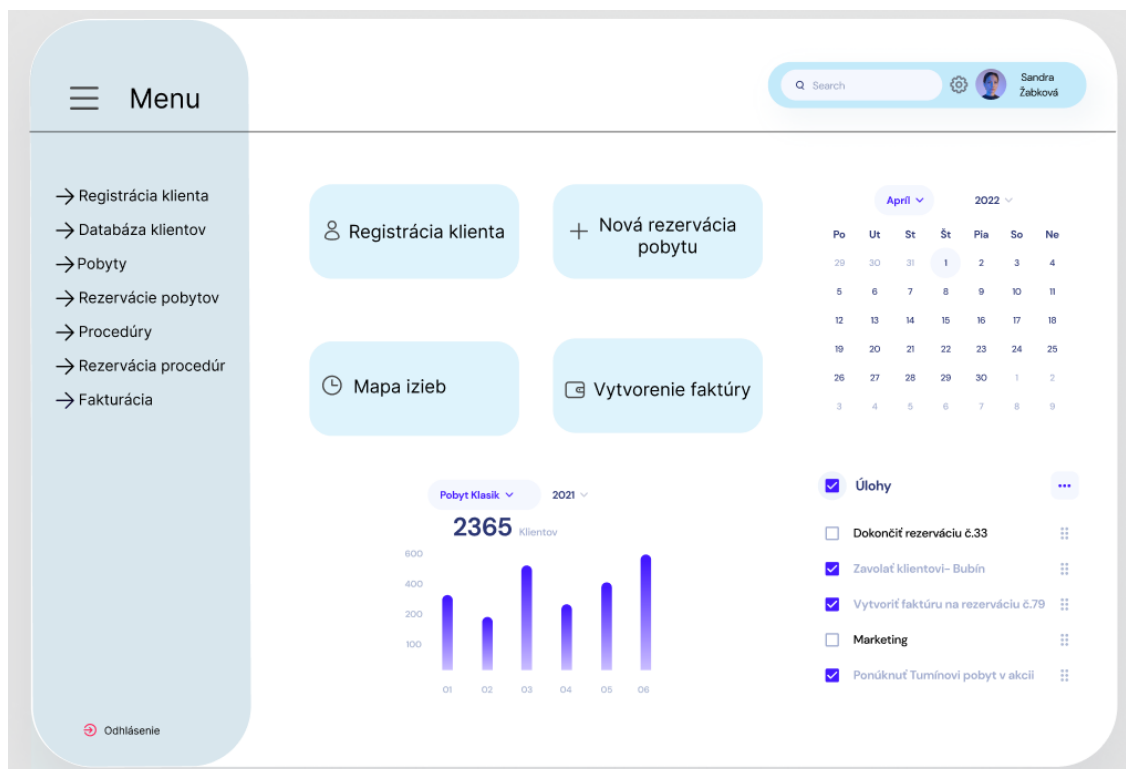 Menu
Search
Sandra
Žabková
Registrácia klienta
Databáza klientov
Pobyty
Rezervácie pobytov
Procedúry
Rezervácia procedúr
Fakturácia
Odhlásenie
Registrácia klienta
Nová rezervácia
pobytu
Mapa izieb
Vytvorenie faktúry
Apríl 2022
Po Ut St Št Pia So Ne
29 30 31 1 2 3 4
5 6 7 8 9 10 11
12 13 14 15 16 17 18
19 20 21 22 23 24 25
26 27 28 29 30 1 2
3 4 5 6 7 8 9
Pobyt Klasik 2021
2365 Klientov
600
400
200
100
01 02 03 04 05 06
Úlohy
Dokončiť rezerváciu č.33
Zavolať klientovi- Bubín
Vytvoriť faktúru na rezerváciu č.79
Marketing
Ponúknuť Tumínovi pobyt v akcii